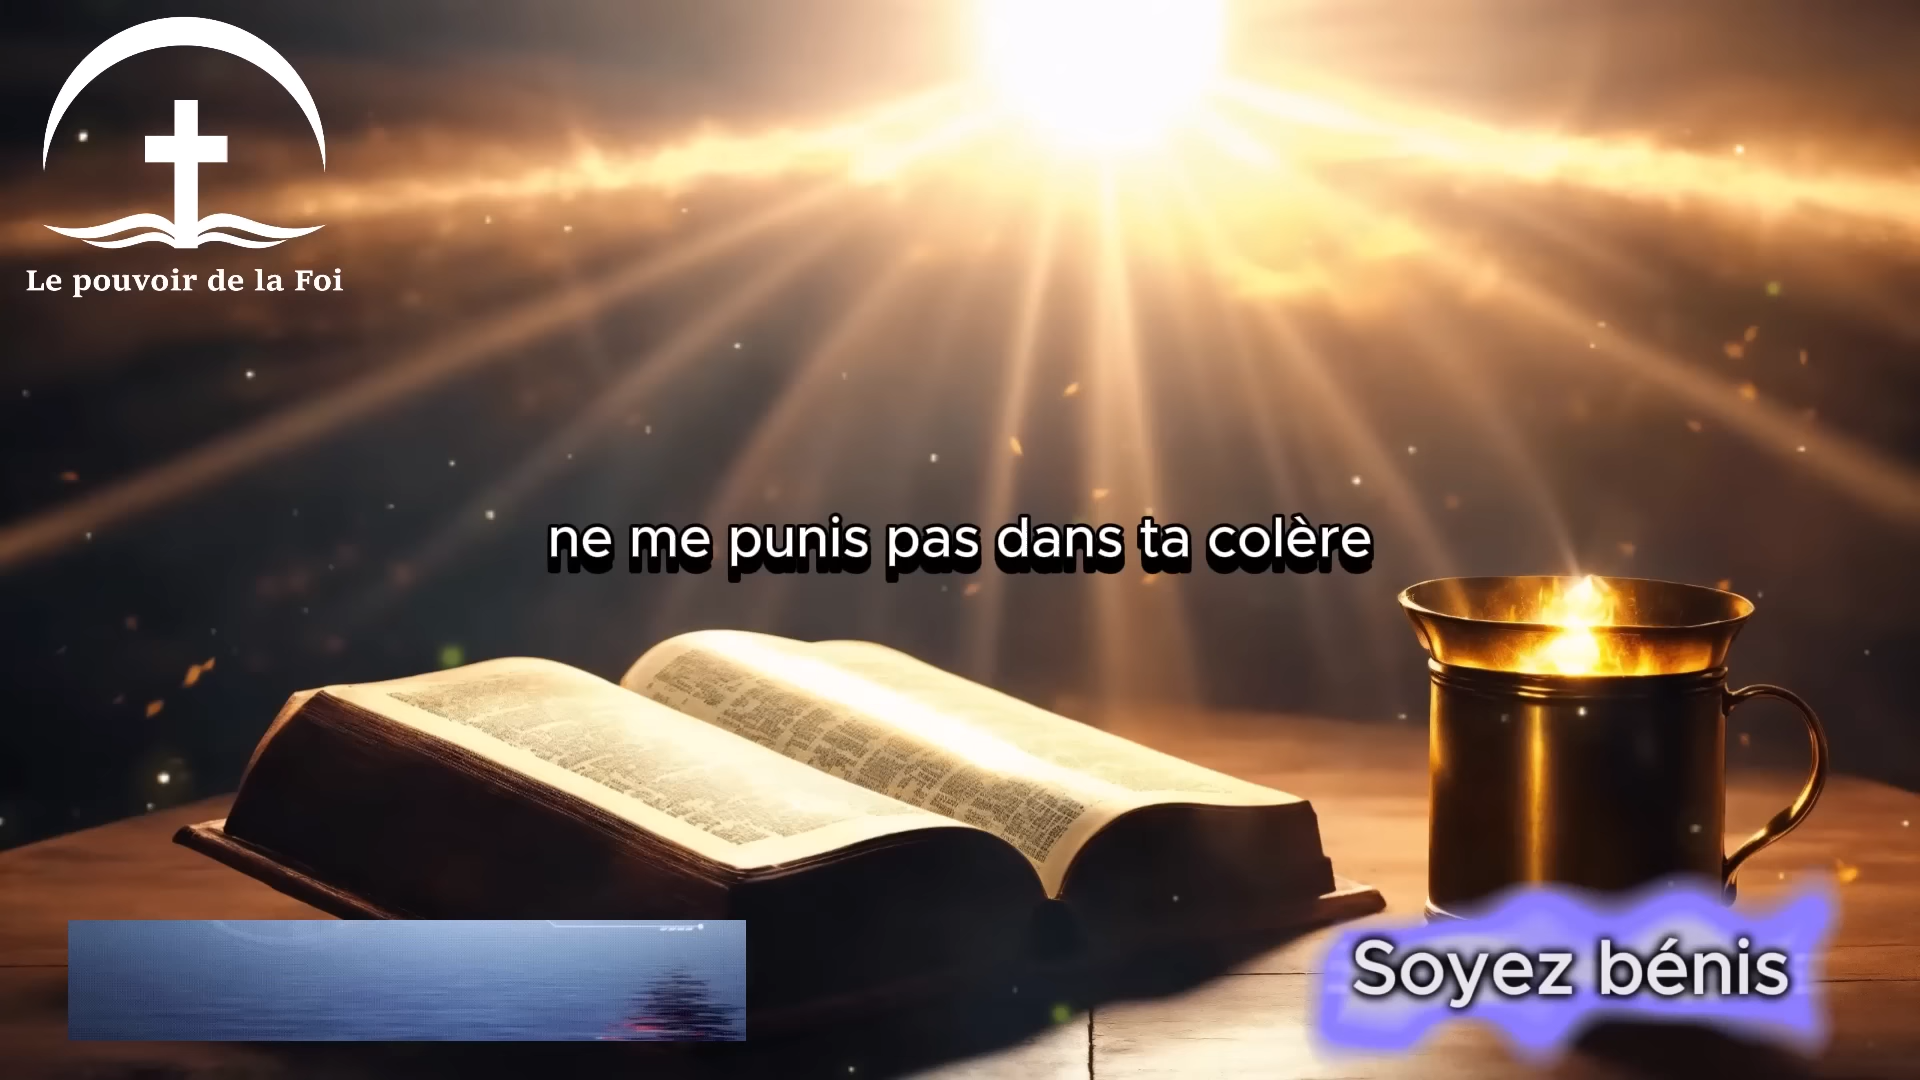 Le pouvoir de la Foi
ne me punis pas dans ta colère
Soyez bénis